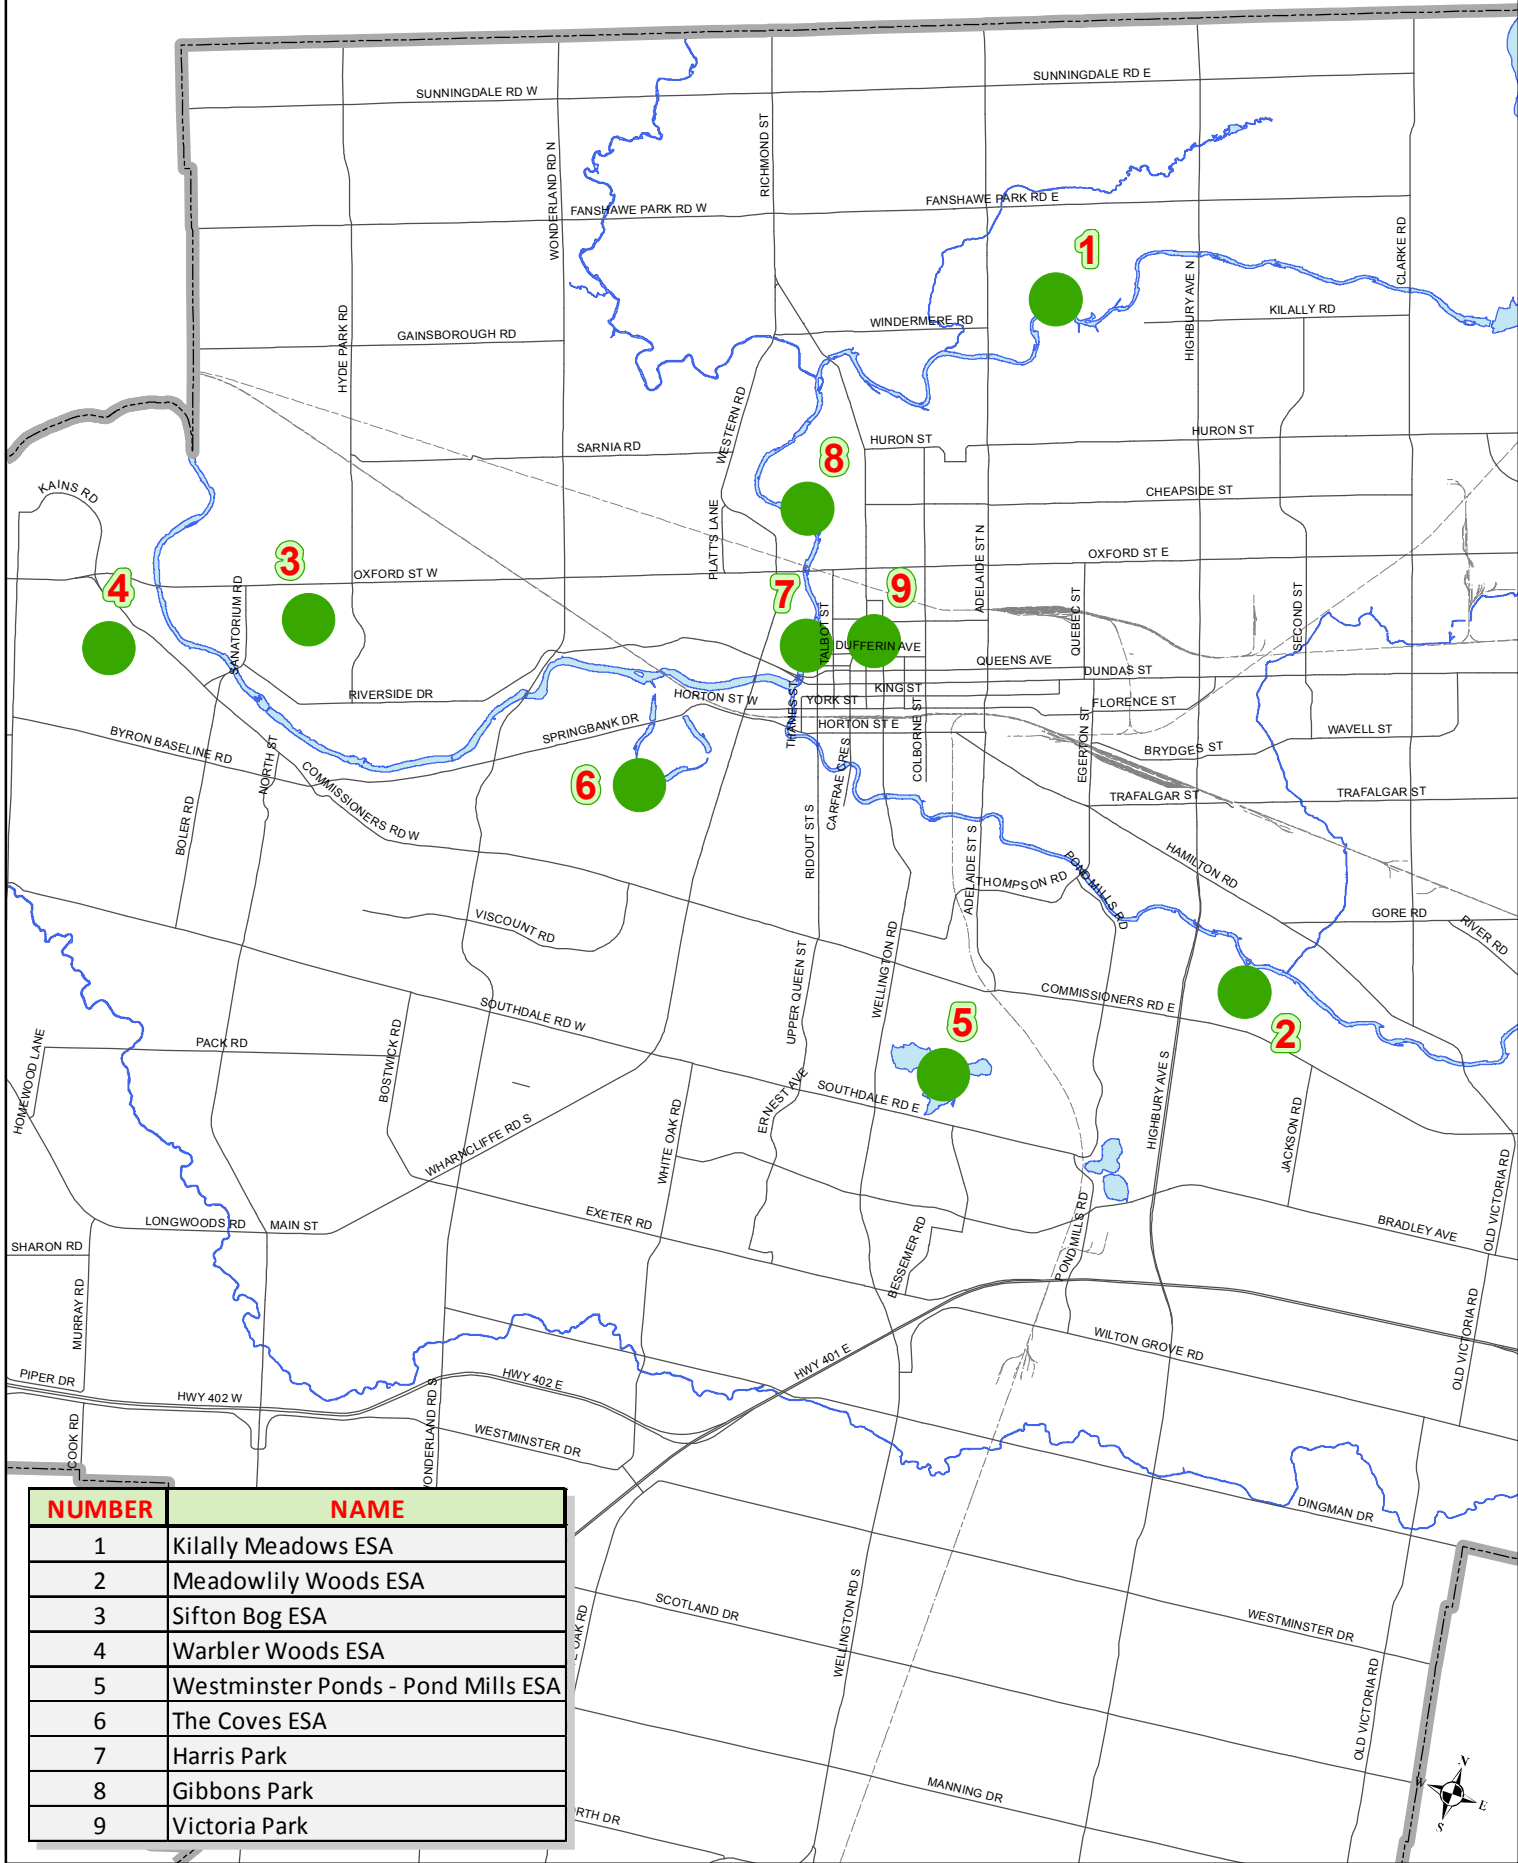 SUNNINGDALE RD E
SUNNINGDALE RD W
RICHMOND ST
WONDERLAND RD N
FANSHAWE PARK RD E
FANSHAWE PARK RD W
CLARKE RD
1
HIGHBURY AVE N
KILALLY RD
WINDERMERE RD
GAINSBOROUGH RD
HYDE PARK RD
WESTERN RD
HURON ST
HURON ST
SARNIA RD
8
KAINS RD
CHEAPSIDE ST
PLATT'S LANE
ADELAIDE ST N
OXFORD ST E
3
OXFORD ST W
4
7
9
SANATORIUM RD
TALBOT ST
QUEBEC ST
SECOND ST
DUFFERIN AVE
QUEENS AVE
DUNDAS ST
RIVERSIDE DR
HORTON ST W
KING ST
YORK ST
FLORENCE ST
THAMES ST
HORTON ST E
COLBORNE ST
EGERTON ST
WAVELL ST
SPRINGBANK DR
BYRON BASELINE RD
NORTH ST
BRYDGES ST
6
COMMISSIONERS RD W
CARFRAE CRES
TRAFALGAR ST
TRAFALGAR ST
BOLER RD
RIDOUT ST S
ADELAIDE ST S
POND MILLS RD
HAMILTON RD
THOMPSON RD
VISCOUNT RD
GORE RD
RIVER RD
WELLINGTON RD
UPPER QUEEN ST
COMMISSIONERS RD E
SOUTHDALE RD W
5
2
PACK RD
HOMEWOOD LANE
BOSTWICK RD
ERNEST AVE
SOUTHDALE RD E
HIGHBURY AVE S
JACKSON RD
WHARNCLIFFE RD S
WHITE OAK RD
OLD VICTORIA RD
EXETER RD
LONGWOODS RD
MAIN ST
BRADLEY AVE
SHARON RD
POND MILLS RD
BESSEMER RD
MURRAY RD
OLD VICTORIA RD
WILTON GROVE RD
HWY 401 E
PIPER DR
HWY 402 W
HWY 402 E
COOK RD
WESTMINSTER DR
DINGMAN DR
NUMBER NAME
1 Kilally Meadows ESA
2 Meadowlily Woods ESA
3 Sifton Bog ESA
4 Warbler Woods ESA
5 Westminster Ponds - Pond Mills ESA
6 The Coves ESA
7 Harris Park
8 Gibbons Park
9 Victoria Park
SCOTLAND DR
WELLINGTON RD S
WESTMINSTER DR
OLD VICTORIA RD
MANNING DR
N
W
E
S